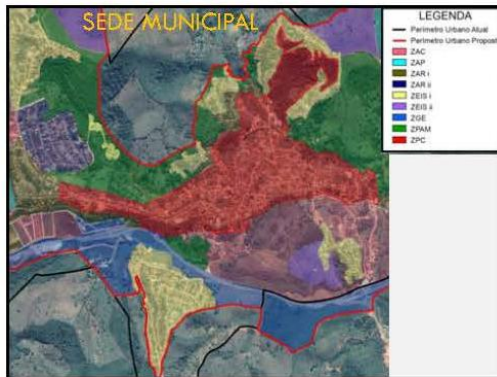 SEDE MUNICIPAL
LEGENDA
Perímetro Urbano Atual
Perímetro Urbano Propost
ZAC
ZAP
ZAR i
ZAR ii
ZEIS i
ZEIS ii
ZGE
ZPAM
ZPC